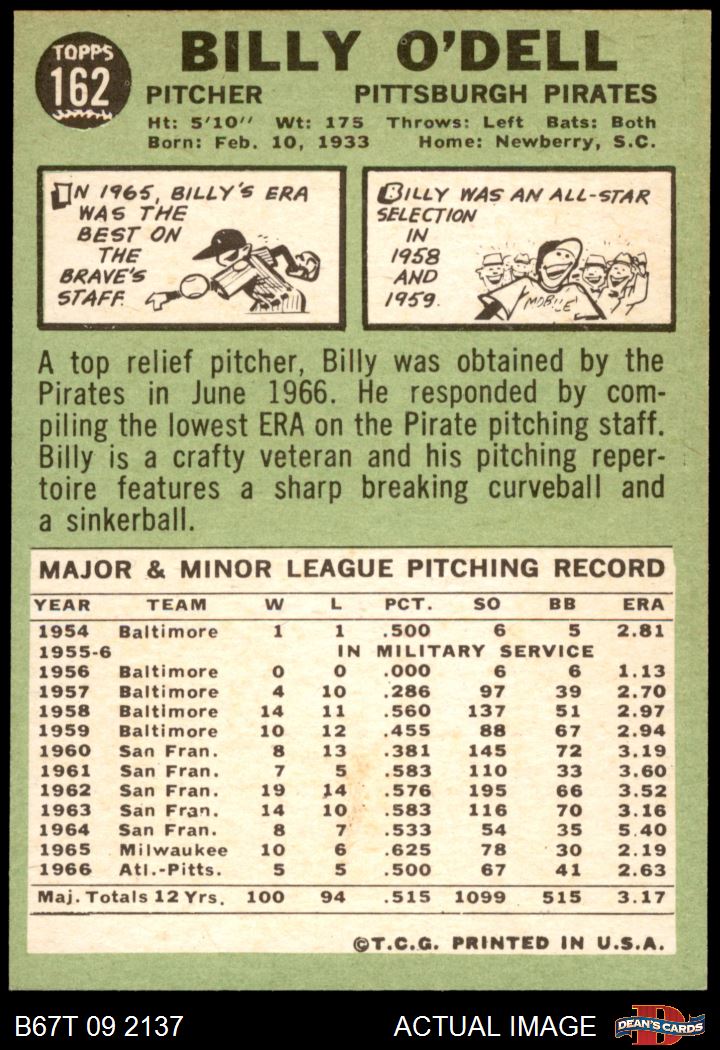 TOPPS
162
BILLY O'DELL
PITCHER PITTSBURGH PIRATES
Ht: 5'10" Wt: 175 Throws: Left Bats: Both
Born: Feb. 10, 1933 Home: Newberry, S.C.
IN 1965, BILLY'S ERA
WAS THE
BEST ON
THE
BRAVE'S
STAFF.
BILLY WAS AN ALL-STAR
SELECTION
IN
1958
AND
1959.
MOBILE
A top relief pitcher, Billy was obtained by the
Pirates in June 1966. He responded by com-
piling the lowest ERA on the Pirate pitching staff.
Billy is a crafty veteran and his pitching reper-
toire features a sharp breaking curveball and
a sinkerball.
MAJOR & MINOR LEAGUE PITCHING RECORD
YEAR TEAM W L PCT. SO BB ERA
1954 Baltimore 1 1 .500 6 5 2.81
1955-6 IN MILITARY SERVICE
1956 Baltimore 0 0 .000 6 6 1.13
1957 Baltimore 4 10 .286 97 39 2.70
1958 Baltimore 14 11 .560 137 51 2.97
1959 Baltimore 10 12 .455 88 67 2.94
1960 San Fran. 8 13 .381 145 72 3.19
1961 San Fran. 7 5 .583 110 33 3.60
1962 San Fran. 19 14 .576 195 66 3.52
1963 San Fran. 14 10 .583 116 70 3.16
1964 San Fran. 8 7 .533 54 35 5.40
1965 Milwaukee 10 6 .625 78 30 2.19
1966 Atl.-Pitts. 5 5 .500 67 41 2.63
Maj. Totals 12 Yrs. 100 94 .515 1099 515 3.17
©T.C.G. PRINTED IN U.S.A.
B67T 09 2137 ACTUAL IMAGE DEAN'S CARDS